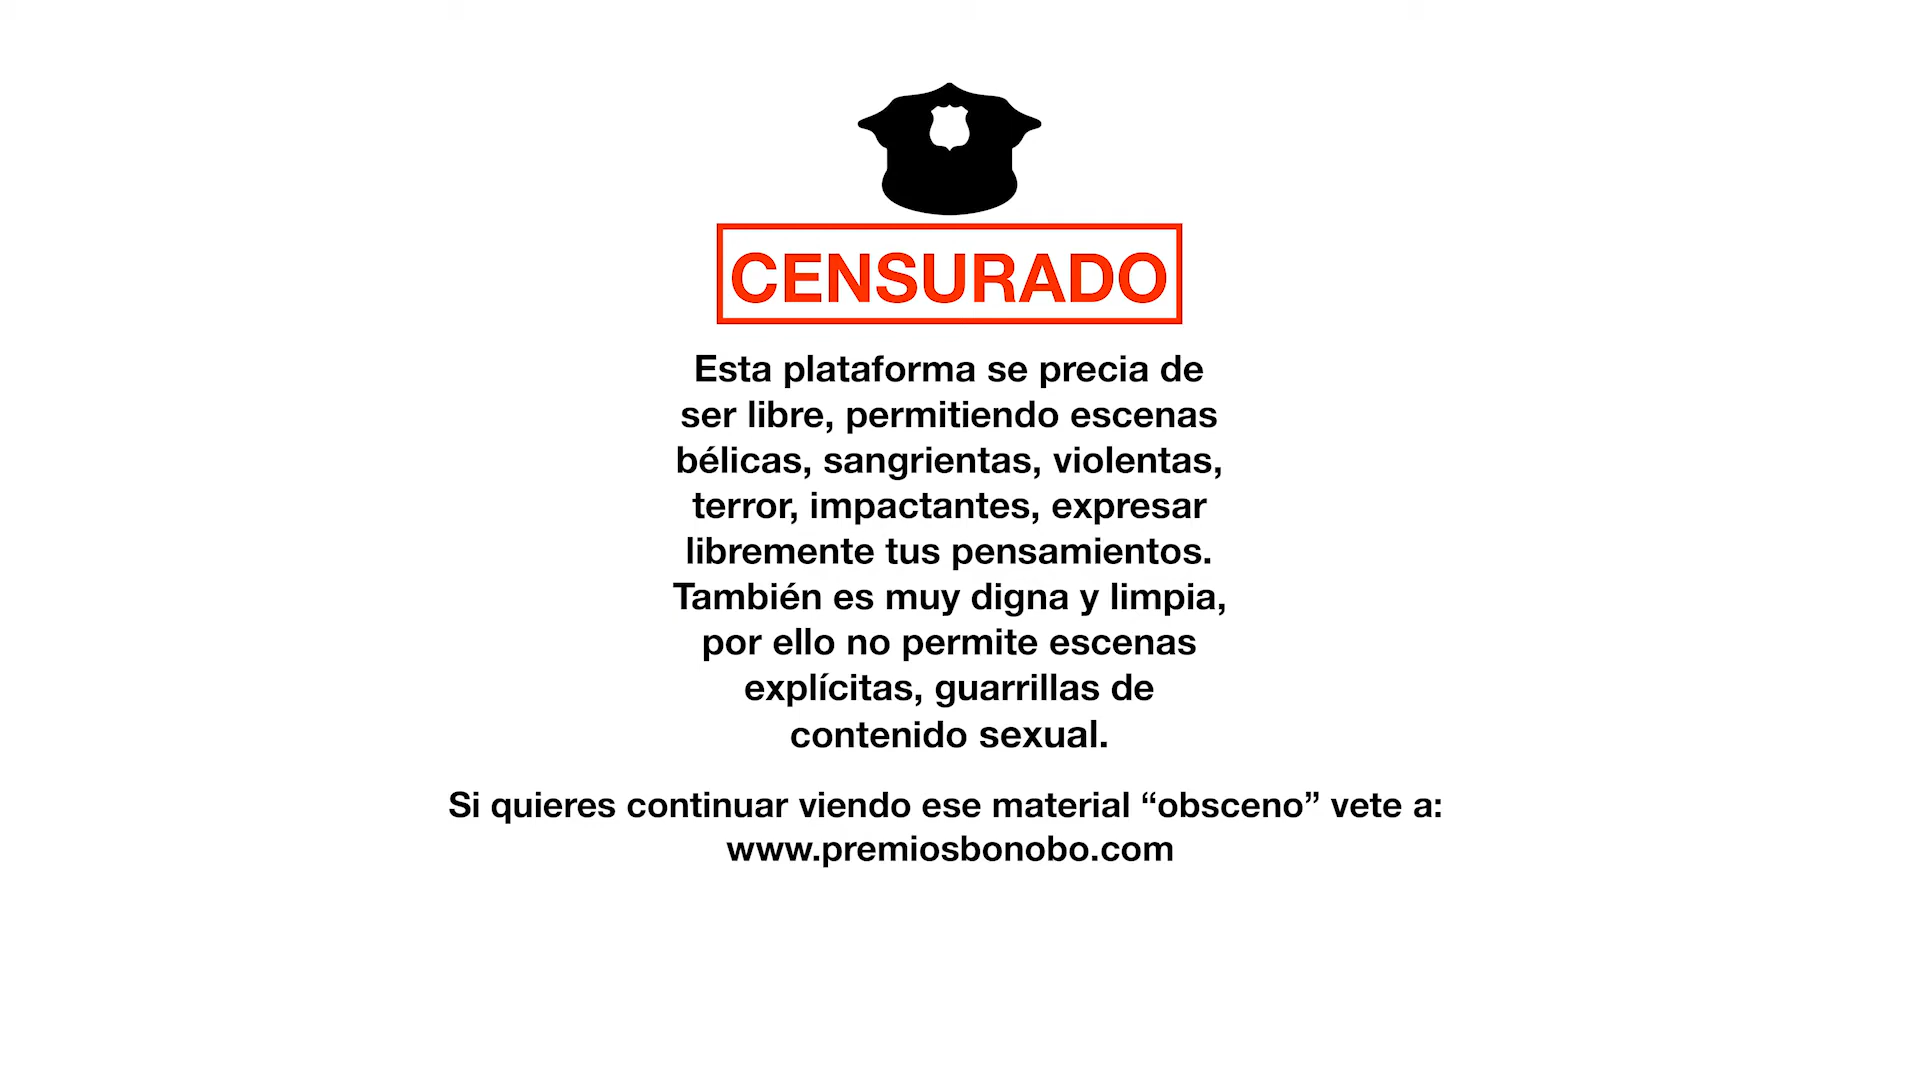 CENSURADO
Esta plataforma se precia de
ser libre, permitiendo escenas
bélicas, sangrientas, violentas,
terror, impactantes, expresar
libremente tus pensamientos.
También es muy digna y limpia,
por ello no permite escenas
explícitas, guarrillas de
contenido sexual.
Si quieres continuar viendo ese material “obsceno” vete a:
www.premiosbonobo.com